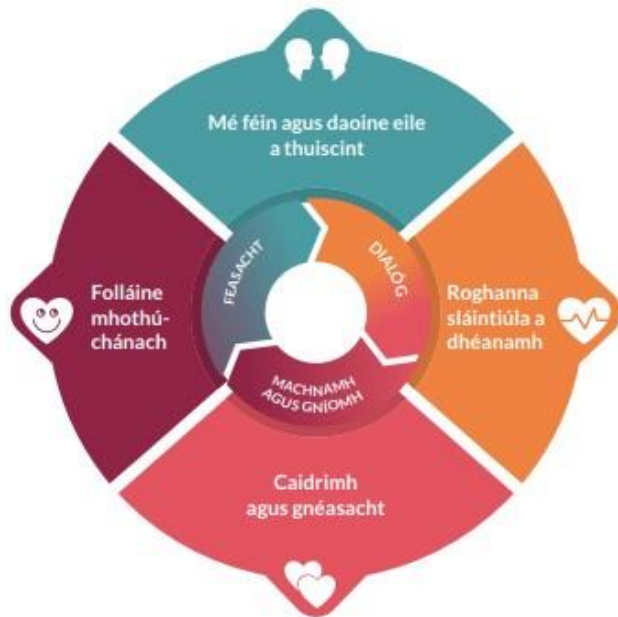 Mé féin agus daoine eile
a thuiscint
FEASACHT
DIALÓG
Folláine
mhothú-
chánach
Roghanna
sláintiúla a
dhéanamh
MACHNAMH
AGUS GNÍOMH
Caidrimh
agus gnéasacht